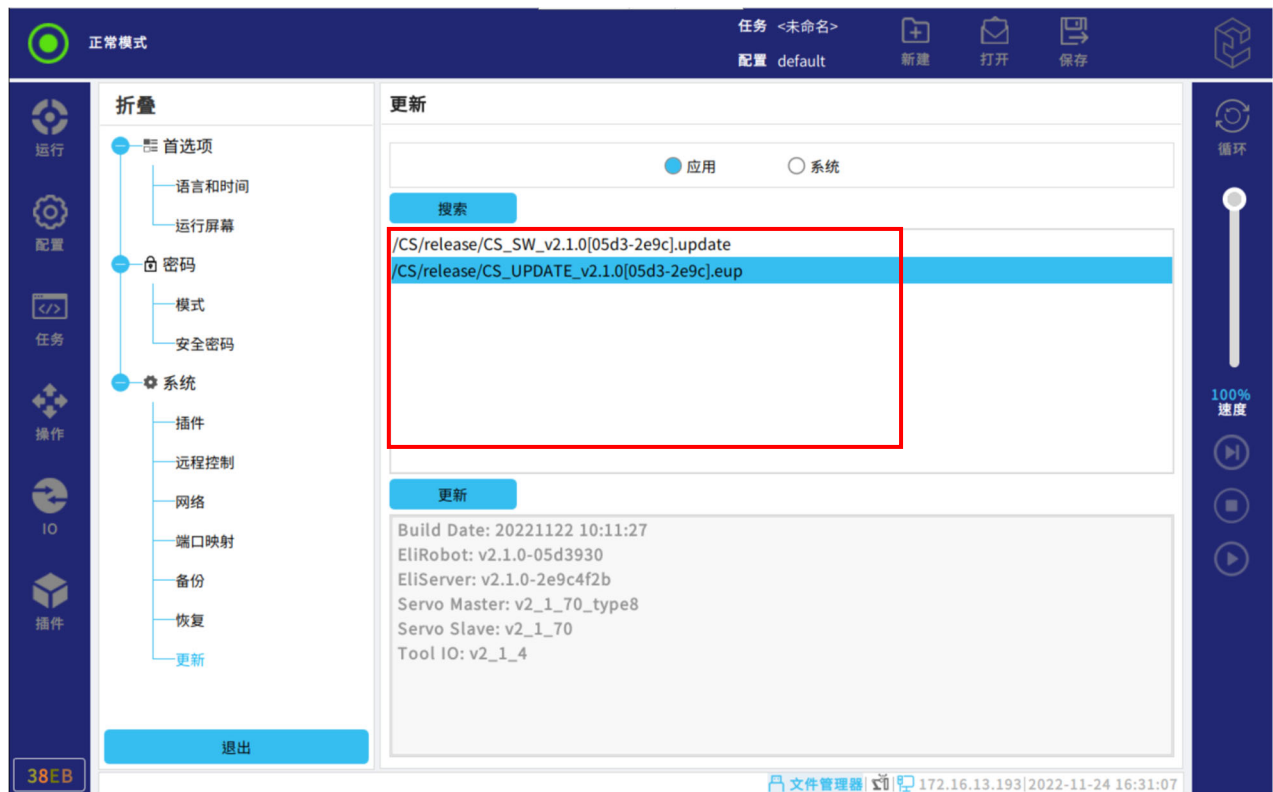 正常模式
任务 <未命名>
配置 default
新建
打开
保存
运行
配置
任务
操作
IO
插件
38EB
折叠
首选项
语言和时间
运行屏幕
密码
模式
安全密码
系统
插件
远程控制
网络
端口映射
备份
恢复
更新
退出
更新
应用 系统
搜索
/CS/release/CS_SW_v2.1.0[05d3-2e9c].update
/CS/release/CS_UPDATE_v2.1.0[05d3-2e9c].eup
更新
Build Date: 20221122 10:11:27
EliRobot: v2.1.0-05d3930
EliServer: v2.1.0-2e9c4f2b
Servo Master: v2_1_70_type8
Servo Slave: v2_1_70
Tool IO: v2_1_4
循环
100%
速度
文件管理器| |172.16.13.193|2022-11-24 16:31:07